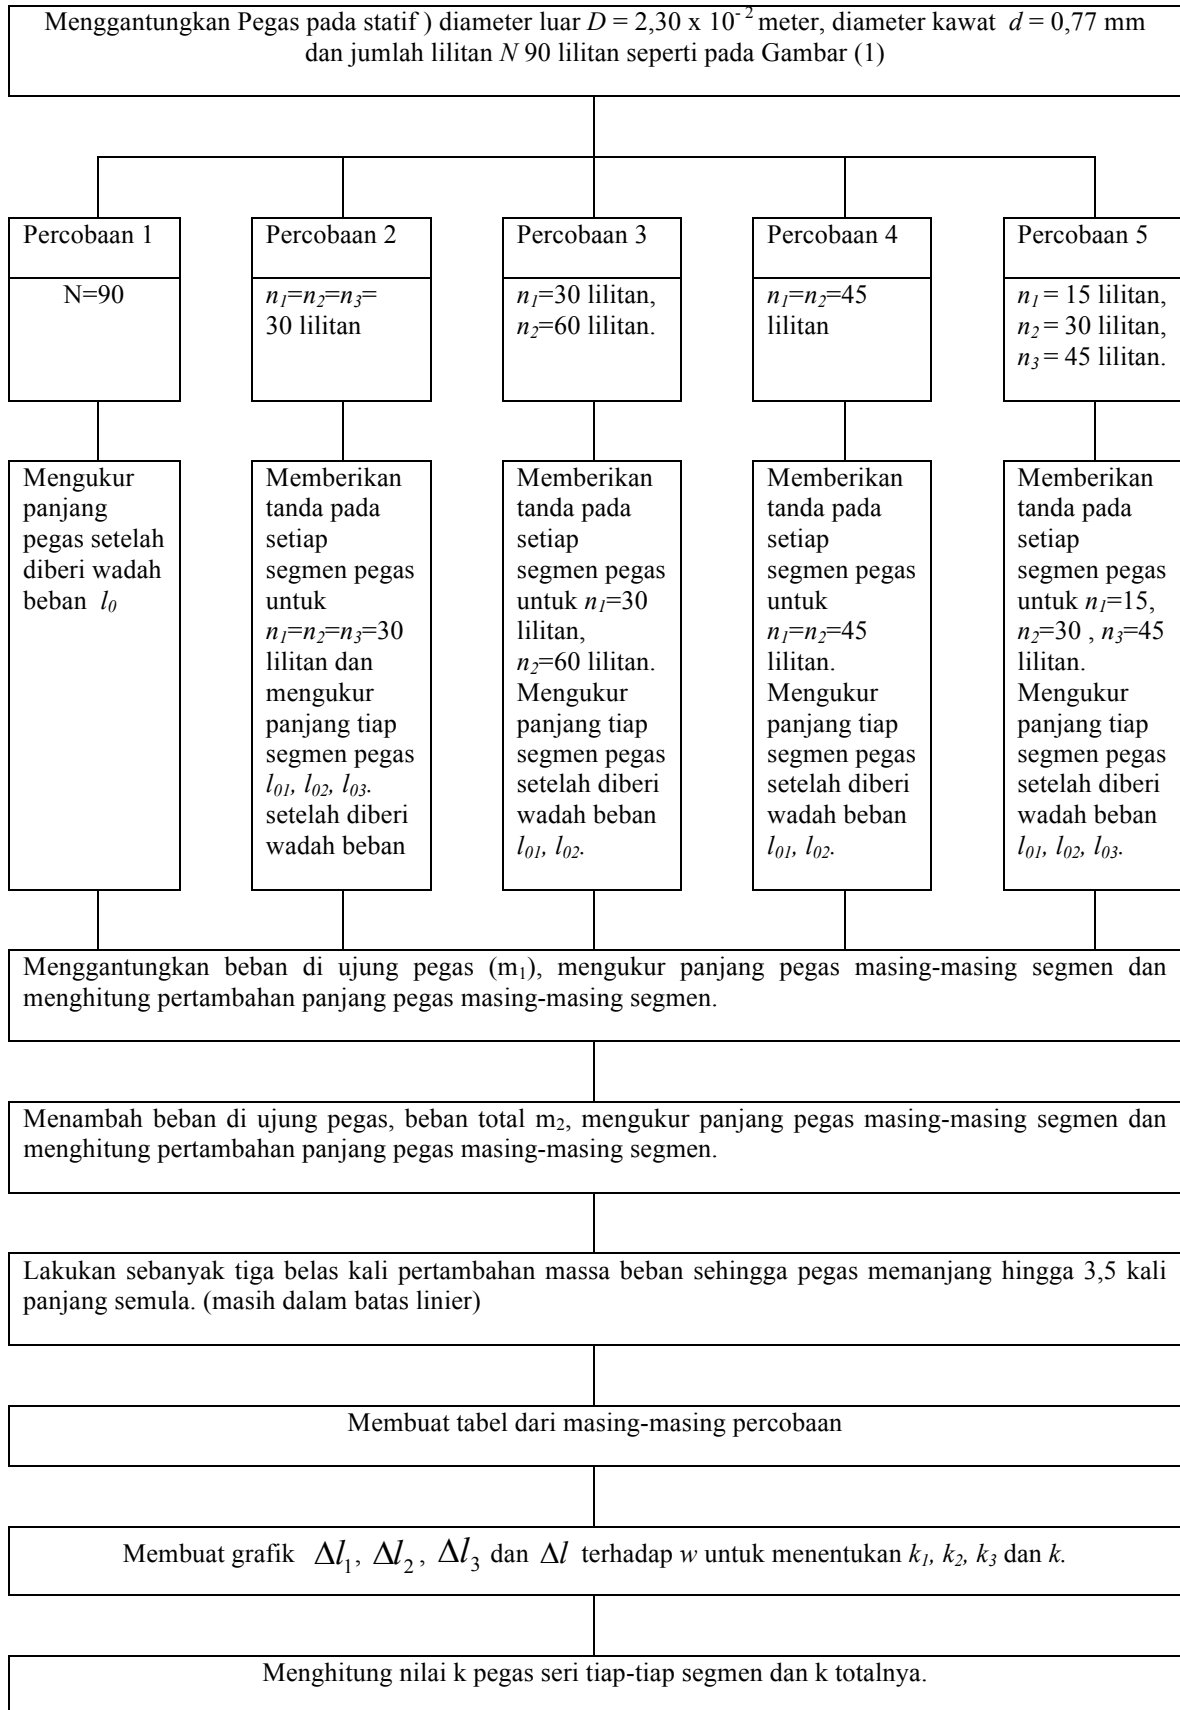 Menggantungkan Pegas pada statif ) diameter luar D = 2,30 x 10⁻² meter, diameter kawat d = 0,77 mm
dan jumlah lilitan N 90 lilitan seperti pada Gambar (1)
Percobaan 1
N=90
Mengukur
panjang
pegas setelah
diberi wadah
beban l₀
Percobaan 2
n₁=n₂=n₃=
30 lilitan
Memberikan
tanda pada
setiap
segmen pegas
untuk
n₁=n₂=n₃=30
lilitan dan
mengukur
panjang tiap
segmen pegas
l₀₁, l₀₂, l₀₃.
setelah diberi
wadah beban
Percobaan 3
n₁=30 lilitan,
n₂=60 lilitan.
Memberikan
tanda pada
setiap
segmen pegas
untuk n₁=30
lilitan,
n₂=60 lilitan.
Mengukur
panjang tiap
segmen pegas
setelah diberi
wadah beban
l₀₁, l₀₂.
Percobaan 4
n₁=n₂=45
lilitan
Memberikan
tanda pada
setiap
segmen pegas
untuk
n₁=n₂=45
lilitan.
Mengukur
panjang tiap
segmen pegas
setelah diberi
wadah beban
l₀₁, l₀₂.
Percobaan 5
n₁ = 15 lilitan,
n₂ = 30 lilitan,
n₃ = 45 lilitan.
Memberikan
tanda pada
setiap
segmen pegas
untuk n₁=15,
n₂=30 , n₃=45
lilitan.
Mengukur
panjang tiap
segmen pegas
setelah diberi
wadah beban
l₀₁, l₀₂, l₀₃.
Menggantungkan beban di ujung pegas (m₁), mengukur panjang pegas masing-masing segmen dan
menghitung pertambahan panjang pegas masing-masing segmen.
Menambah beban di ujung pegas, beban total m₂, mengukur panjang pegas masing-masing segmen dan
menghitung pertambahan panjang pegas masing-masing segmen.
Lakukan sebanyak tiga belas kali pertambahan massa beban sehingga pegas memanjang hingga 3,5 kali
panjang semula. (masih dalam batas linier)
Membuat tabel dari masing-masing percobaan
Membuat grafik Δl₁, Δl₂, Δl₃ dan Δl terhadap w untuk menentukan k₁, k₂, k₃ dan k.
Menghitung nilai k pegas seri tiap-tiap segmen dan k totalnya.